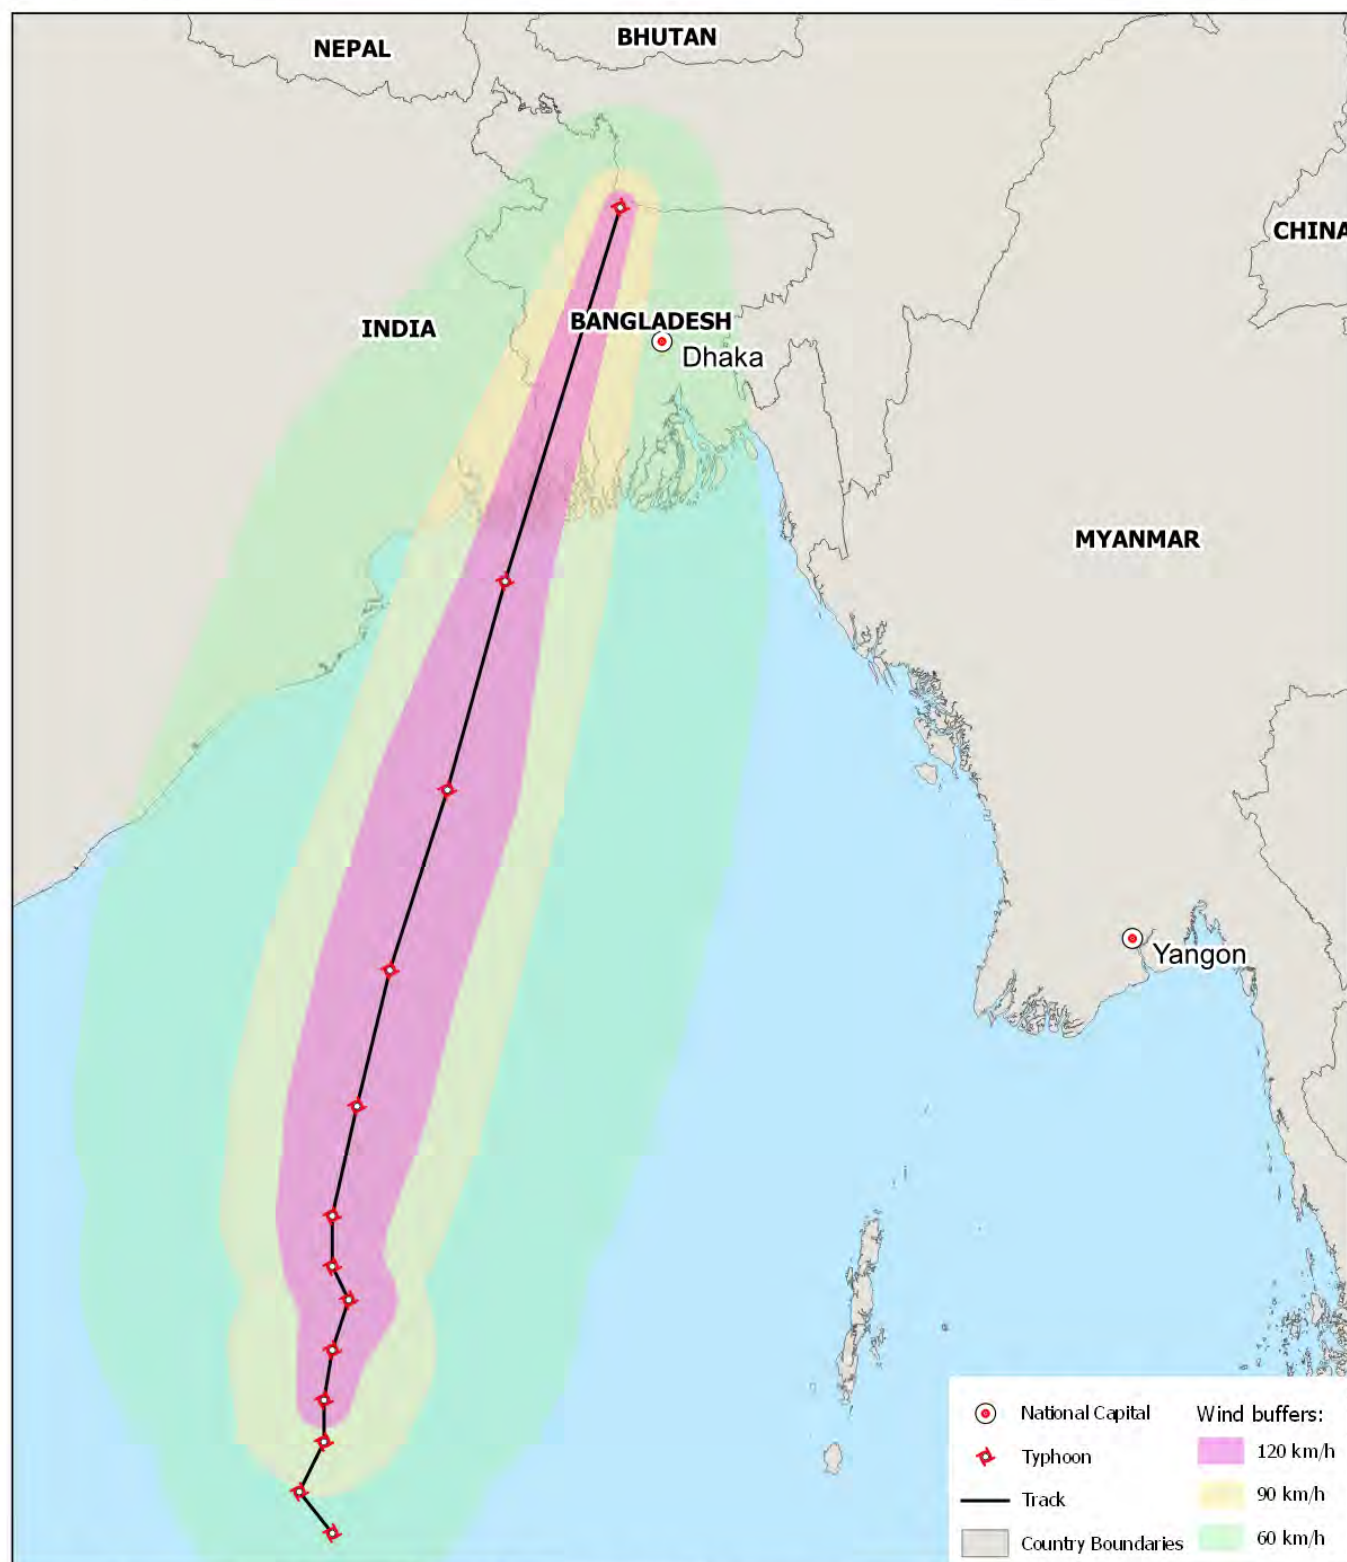 NEPAL
BHUTAN
CHINA
INDIA
BANGLADESH
Dhaka
MYANMAR
Yangon
National Capital
Typhoon
Track
Country Boundaries
Wind buffers:
120 km/h
90 km/h
60 km/h